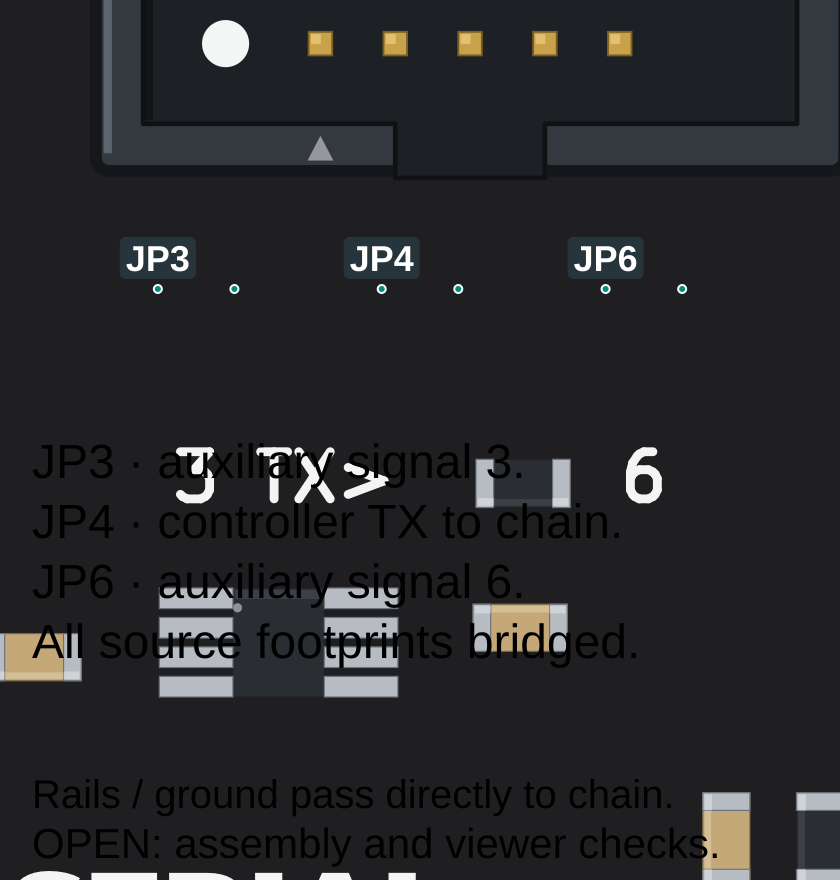 JP3 JP4 JP6
3 TX> 6
JP3 · auxiliary signal 3.
JP4 · controller TX to chain.
JP6 · auxiliary signal 6.
All source footprints bridged.
Rails / ground pass directly to chain.
OPEN: assembly and viewer checks.